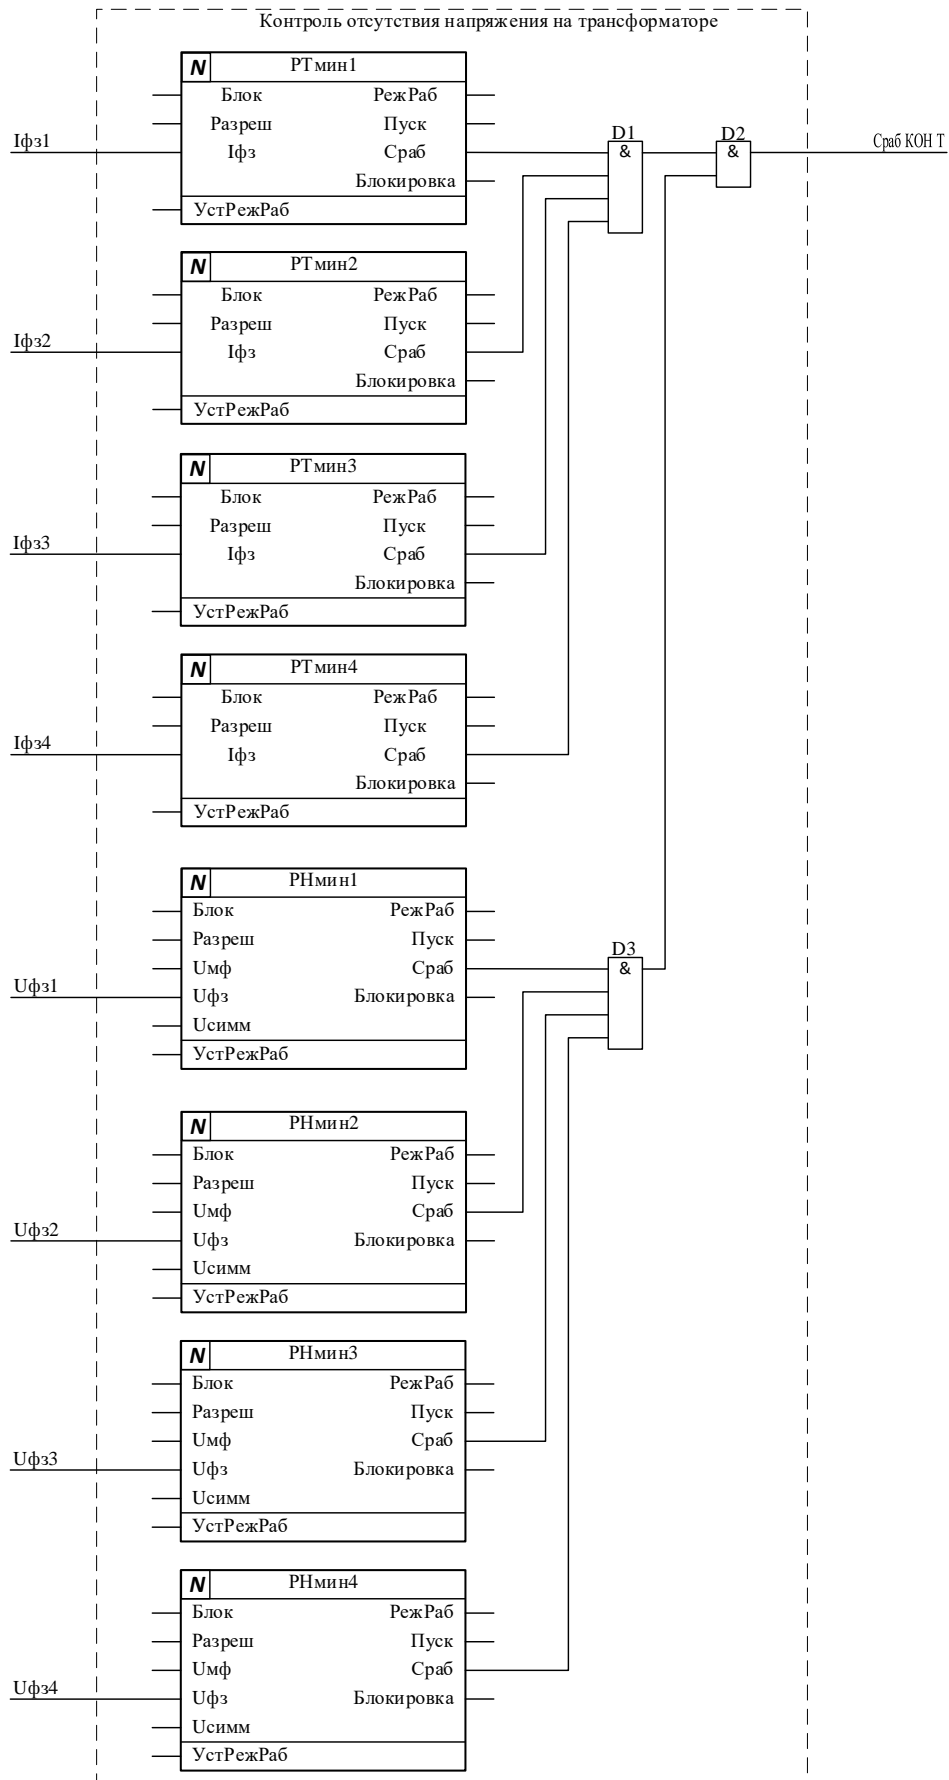 Контроль отсутствия напряжения на трансформаторе
N РТмин1
Блок РежРаб
Разреш Пуск
Iфз1 Iфз Сраб
Блокировка
УстРежРаб
D1
&
D2
&
Сраб КОН Т
N РТмин2
Блок РежРаб
Разреш Пуск
Iфз2 Iфз Сраб
Блокировка
УстРежРаб
N РТмин3
Блок РежРаб
Разреш Пуск
Iфз3 Iфз Сраб
Блокировка
УстРежРаб
N РТмин4
Блок РежРаб
Разреш Пуск
Iфз4 Iфз Сраб
Блокировка
УстРежРаб
N РНмин1
Блок РежРаб
Разреш Пуск
Uмф Сраб
Uфз1 Uфз Блокировка
Uсимм
УстРежРаб
D3
&
N РНмин2
Блок РежРаб
Разреш Пуск
Uмф Сраб
Uфз2 Uфз Блокировка
Uсимм
УстРежРаб
N РНмин3
Блок РежРаб
Разреш Пуск
Uмф Сраб
Uфз3 Uфз Блокировка
Uсимм
УстРежРаб
N РНмин4
Блок РежРаб
Разреш Пуск
Uмф Сраб
Uфз4 Uфз Блокировка
Uсимм
УстРежРаб